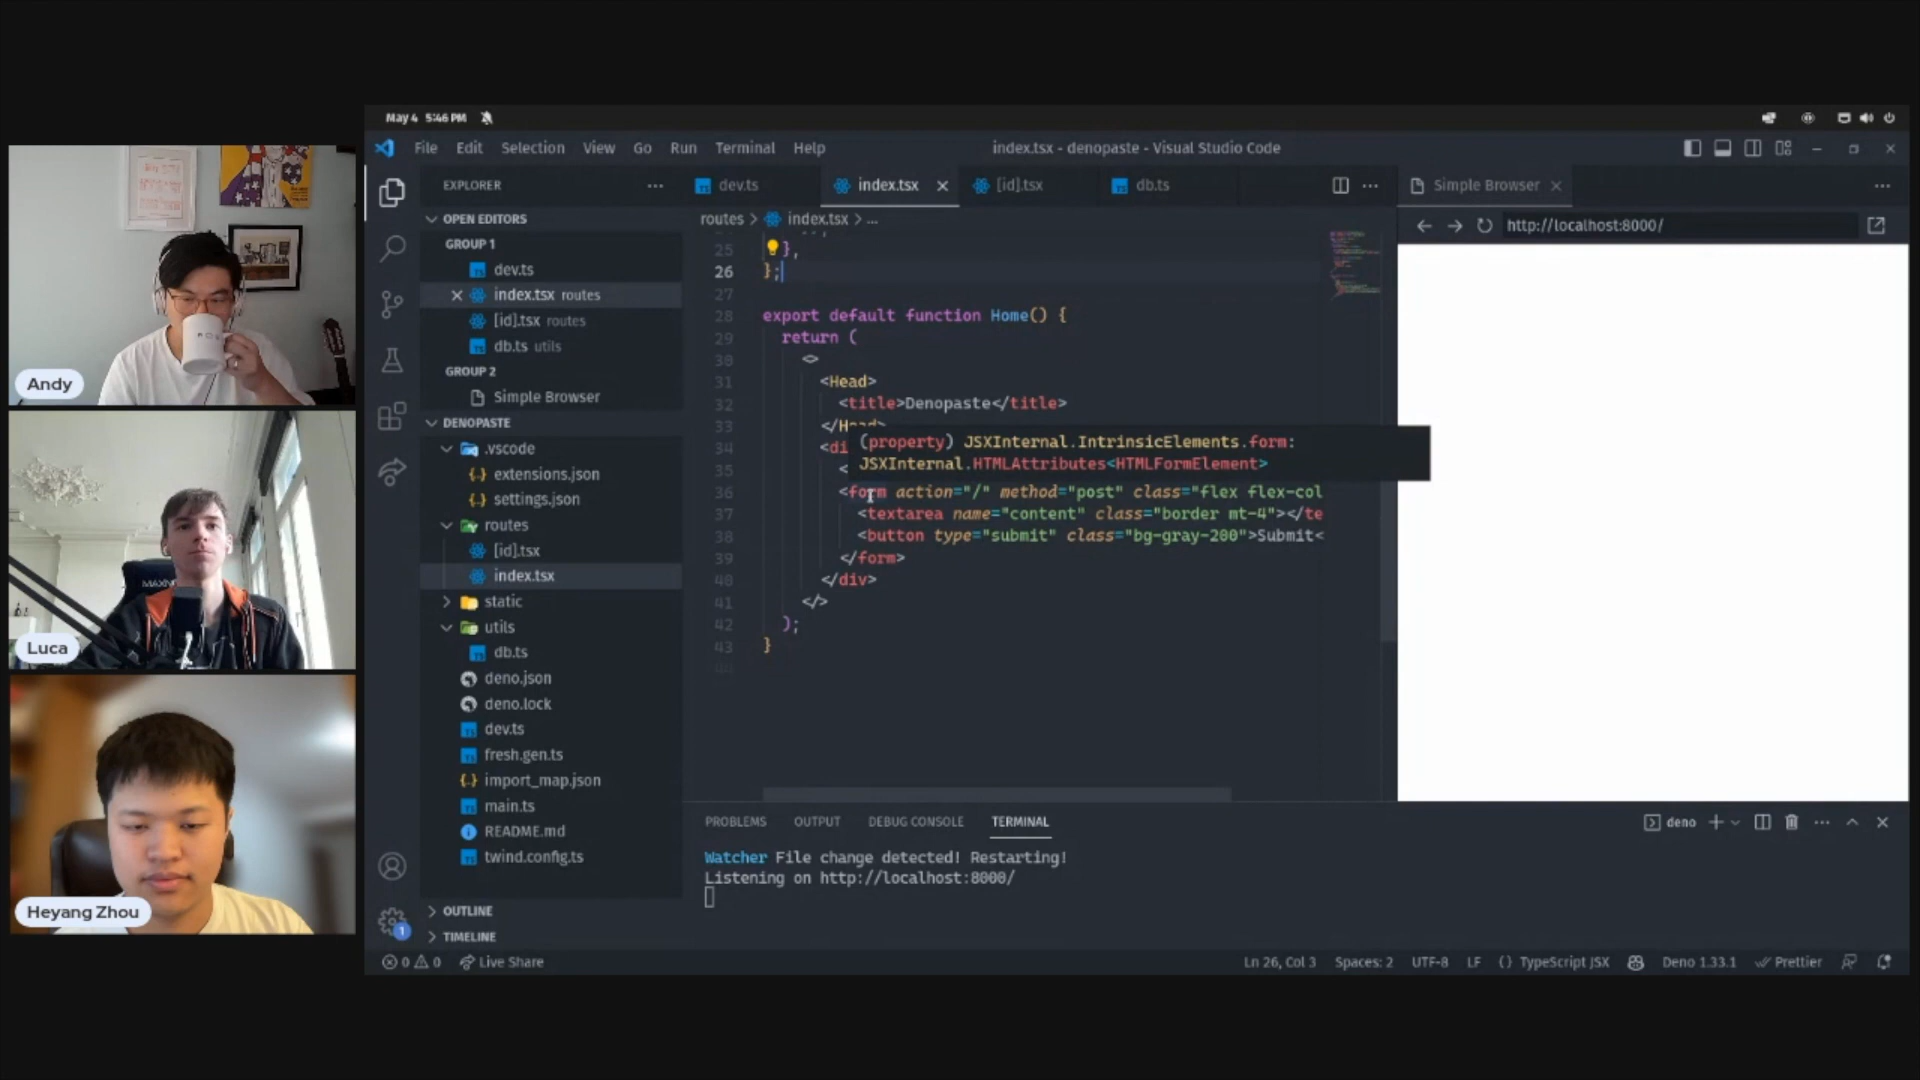 May 4 5:46 PM
File Edit Selection View Go Run Terminal Help
index.tsx - denopaste - Visual Studio Code
EXPLORER
OPEN EDITORS
GROUP 1
dev.ts
index.tsx routes
[id].tsx routes
db.ts utils
GROUP 2
Simple Browser
DENOPASTE
.vscode
extensions.json
settings.json
routes
[id].tsx
index.tsx
static
utils
db.ts
deno.json
deno.lock
dev.ts
fresh.gen.ts
import_map.json
main.ts
README.md
twind.config.ts
OUTLINE
TIMELINE
dev.ts index.tsx [id].tsx db.ts
routes > index.tsx > ...
25 },
26 };
27
28 export default function Home() {
29 return (
30 <>
31 <Head>
32 <title>Denopaste</title>
33 </Head>
34 <di
35 <
(property) JSXInternal.IntrinsicElements.form:
JSXInternal.HTMLAttributes<HTMLFormElement>
36 <form action="/" method="post" class="flex flex-col
37 <textarea name="content" class="border mt-4"></te
38 <button type="submit" class="bg-gray-200">Submit<
39 </form>
40 </div>
41 </>
42 );
43 }
44
Simple Browser
http://localhost:8000/
PROBLEMS OUTPUT DEBUG CONSOLE TERMINAL
deno
Watcher File change detected! Restarting!
Listening on http://localhost:8000/
1
0 0 Live Share
Ln 26, Col 3 Spaces: 2 UTF-8 LF {} TypeScript JSX Deno 1.33.1 Prettier
Andy
Luca
Heyang Zhou